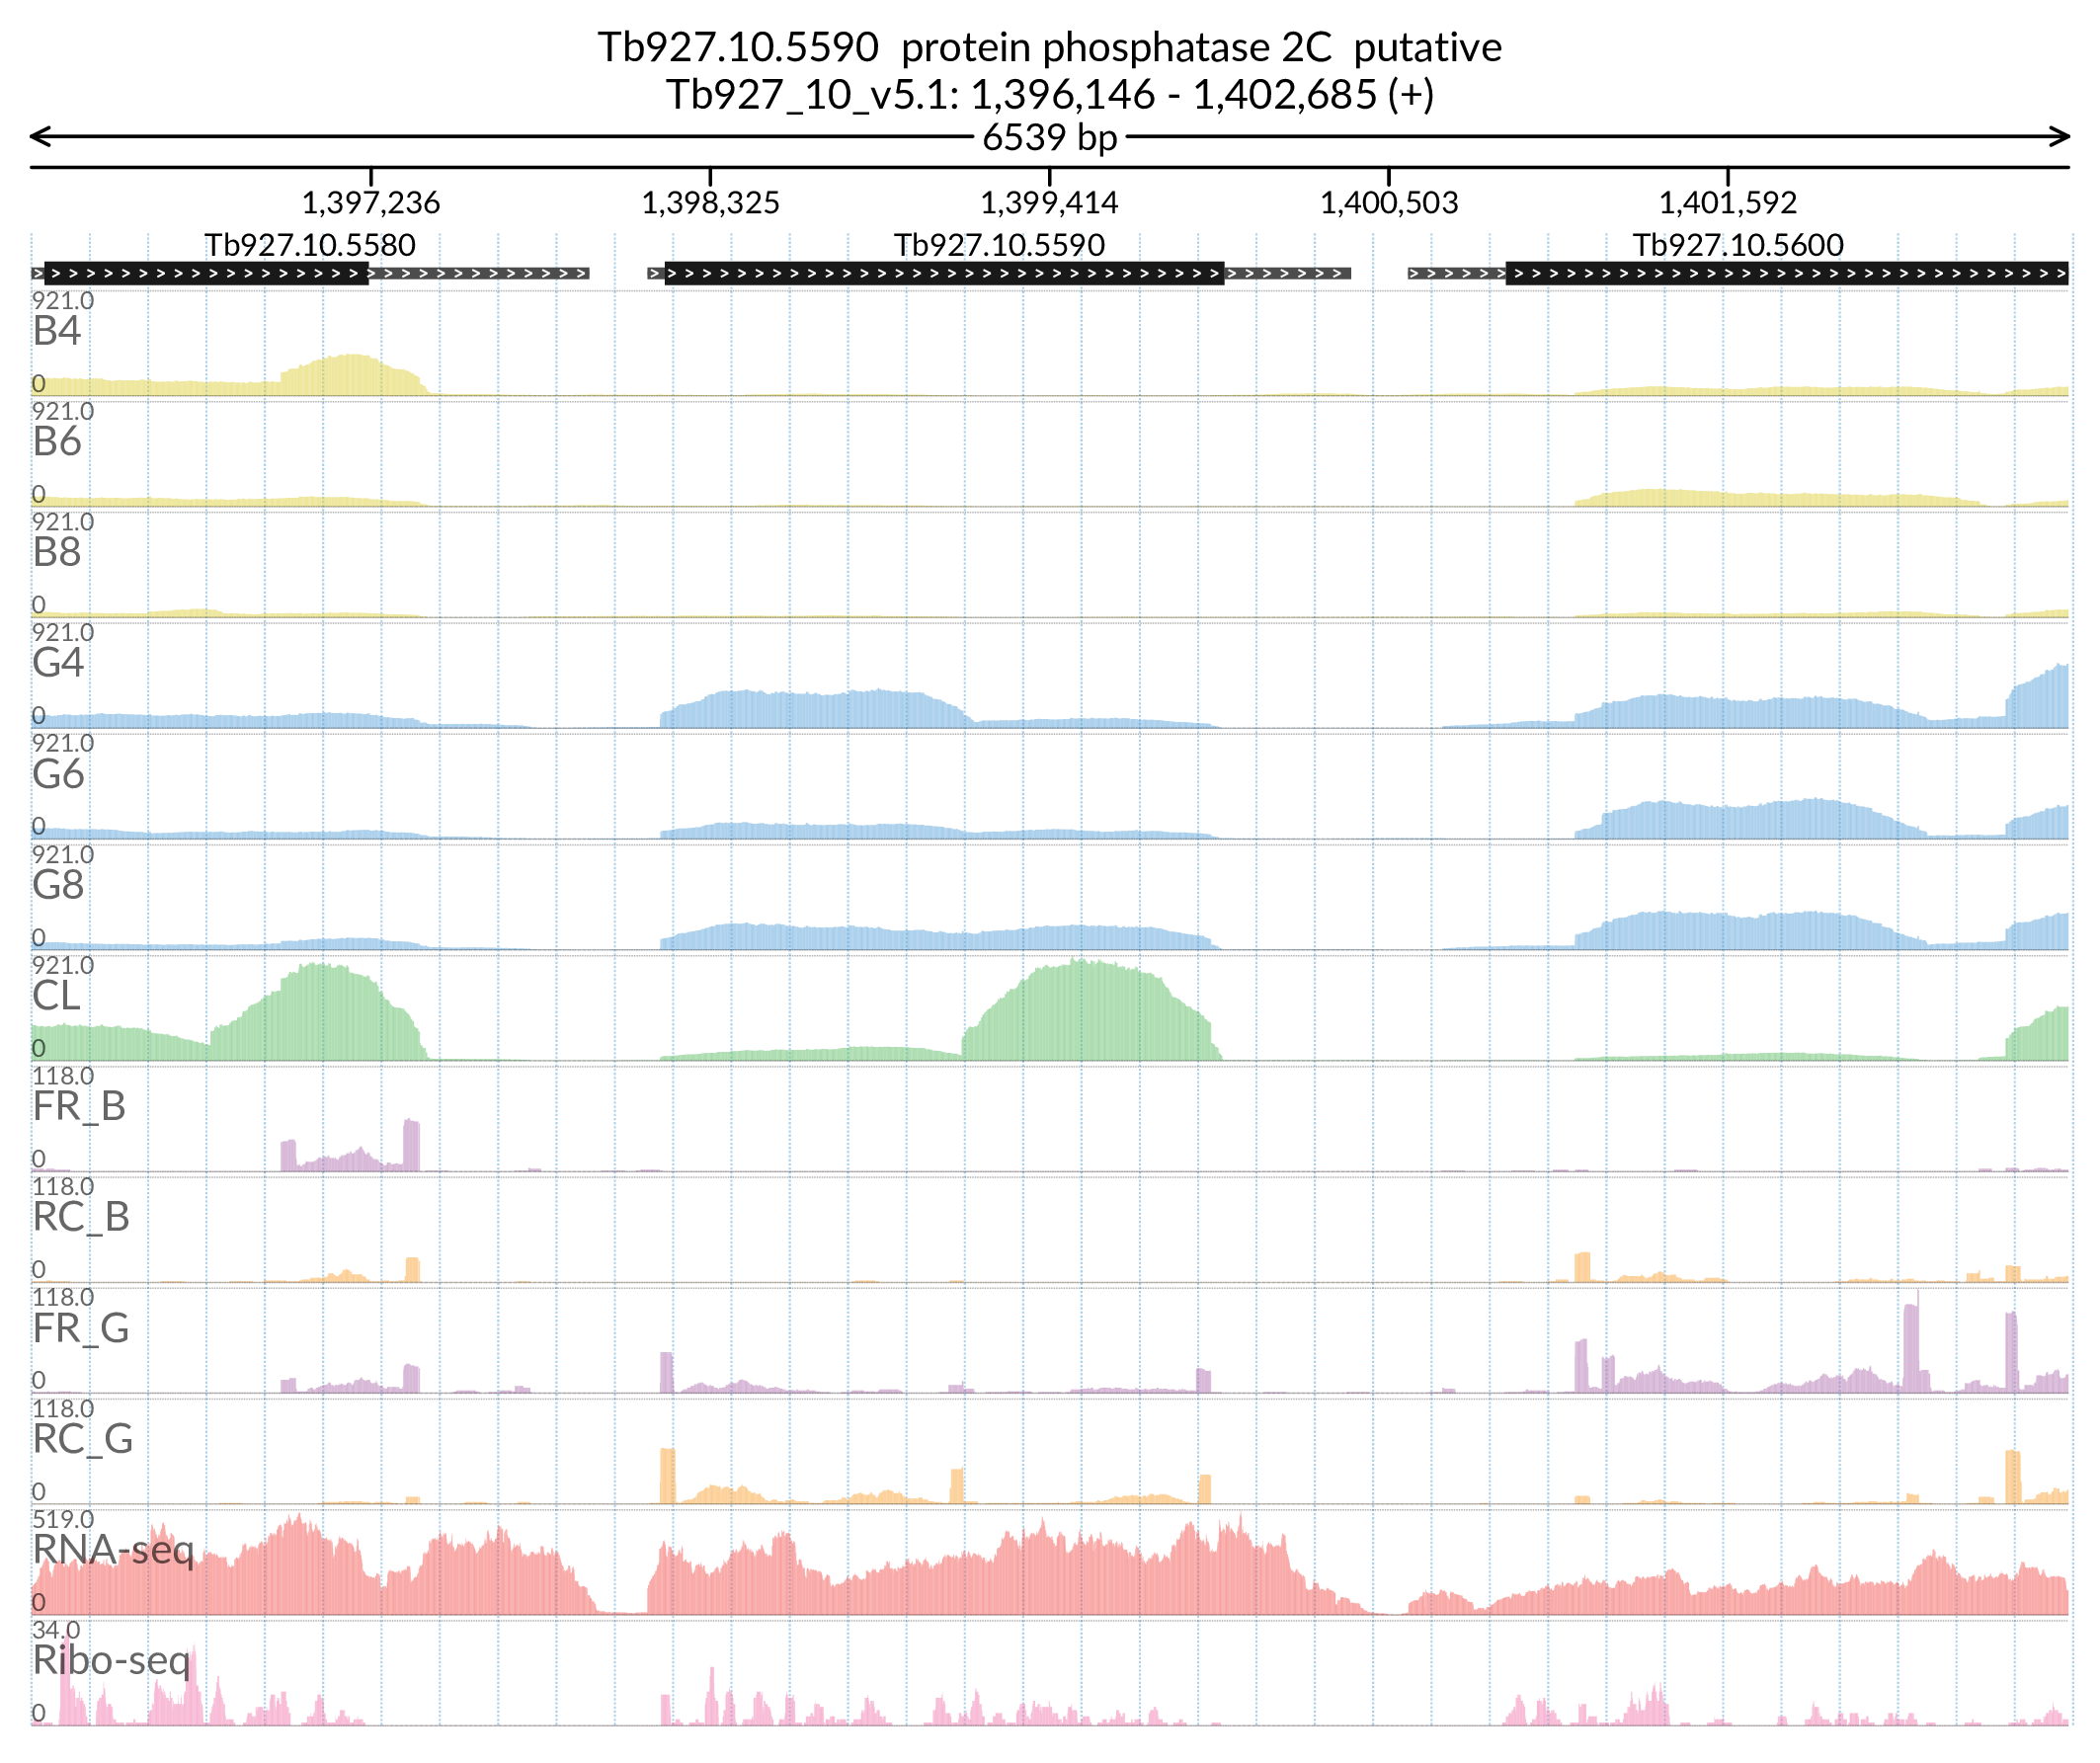 Tb927.10.5590 protein phosphatase 2C putative
Tb927_10_v5.1: 1,396,146 - 1,402,685 (+)
6539 bp
1,397,236 1,398,325 1,399,414 1,400,503 1,401,592
Tb927.10.5580 Tb927.10.5590 Tb927.10.5600
921.0
B4
0
921.0
B6
0
921.0
B8
0
921.0
G4
0
921.0
G6
0
921.0
G8
0
921.0
CL
0
118.0
FR_B
0
118.0
RC_B
0
118.0
FR_G
0
118.0
RC_G
0
519.0
RNA-seq
0
34.0
Ribo-seq
0